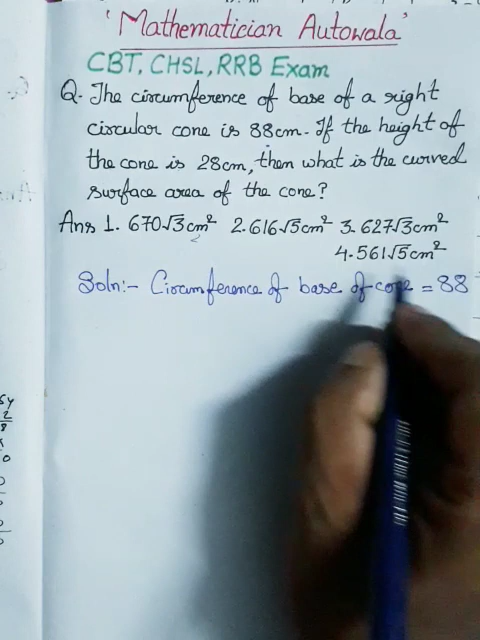 'Mathematician Autowala'
CBT, CHSL, RRB Exam
Q. The circumference of base of a right
circular cone is 88cm. If the height of
the cone is 28cm, then what is the curved
surface area of the cone?
Ans 1. 670√3cm² 2. 616√5cm² 3. 627√3cm²
4. 561√5cm²
Soln:- Circumference of base of cone = 88